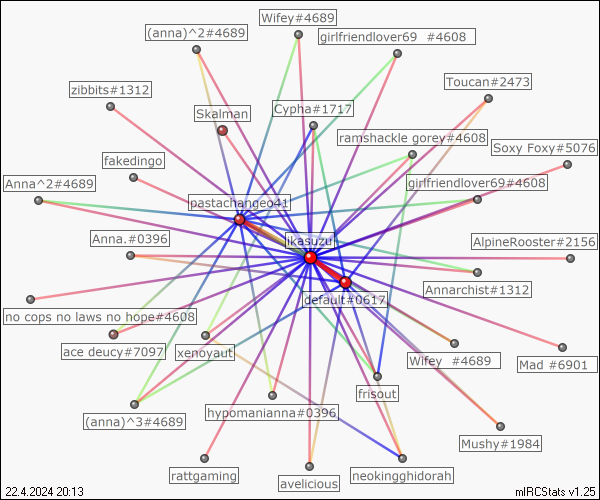 Wifey#4689
(anna)^2#4689
girlfriendlover69 #4608
Toucan#2473
zibbits#1312
Skalman
Cypha#1717
ramshackle gorey#4608
Soxy Foxy#5076
fakedingo
Anna^2#4689
girlfriendlover69#4608
pastachange041
Anna.#0396
ikasuzu
AlpineRooster#2156
Annarchist#1312
default#0617
no cops no laws no hope#4608
ace deucy#7097
xenoyaut
Wifey #4689
Mad #6901
frisout
(anna)^3#4689
hypomanianna#0396
Mushy#1984
rattgaming
avelicious
neokingghidorah
22.4.2024 20:13
mIRCStats v1.25